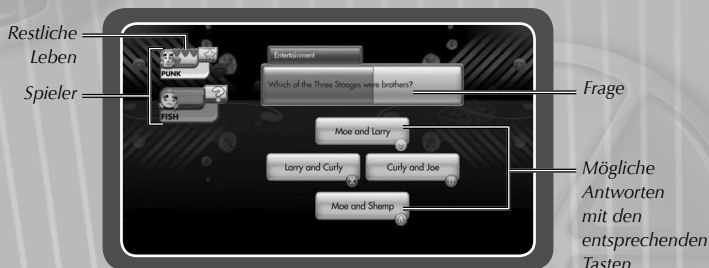 Restliche
Leben
Spieler
PUNK
FISH
Entertainment
Which of the Three Stooges were brothers?
Moe and Larry
Y
Larry and Curly
X
Curly and Joe
B
Moe and Shemp
A
Frage
Mögliche
Antworten
mit den
entsprechenden
Tasten